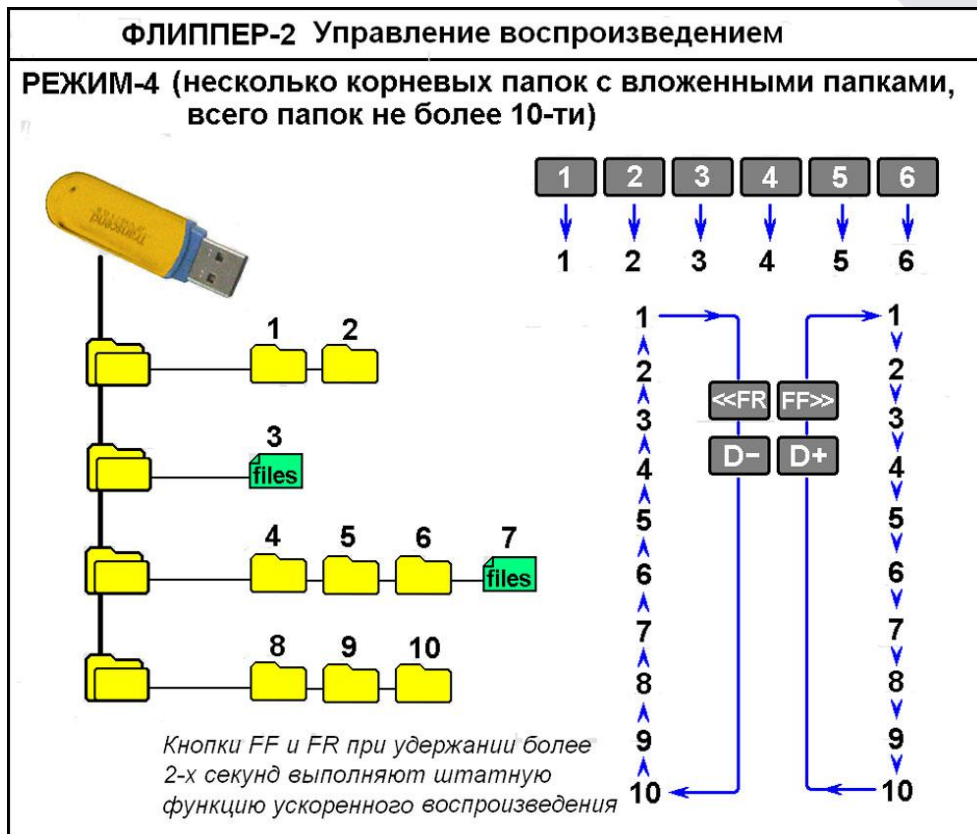 ФЛИППЕР-2 Управление воспроизведением
РЕЖИМ-4 (несколько корневых папок с вложенными папками,
всего папок не более 10-ти)
Transcend
1 2 3 4 5 6
1 2 3 4 5 6
1 2
3
files
4 5 6 7
files
8 9 10
1
2
3
4
5
6
7
8
9
10
<<FR FF>>
D- D+
1
2
3
4
5
6
7
8
9
10
Кнопки FF и FR при удержании более
2-х секунд выполняют штатную
функцию ускоренного воспроизведения